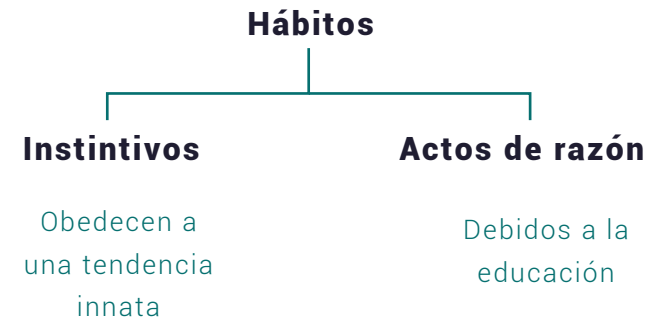 Hábitos
Instintivos
Actos de razón
Obedecen a
una tendencia
innata
Debidos a la
educación